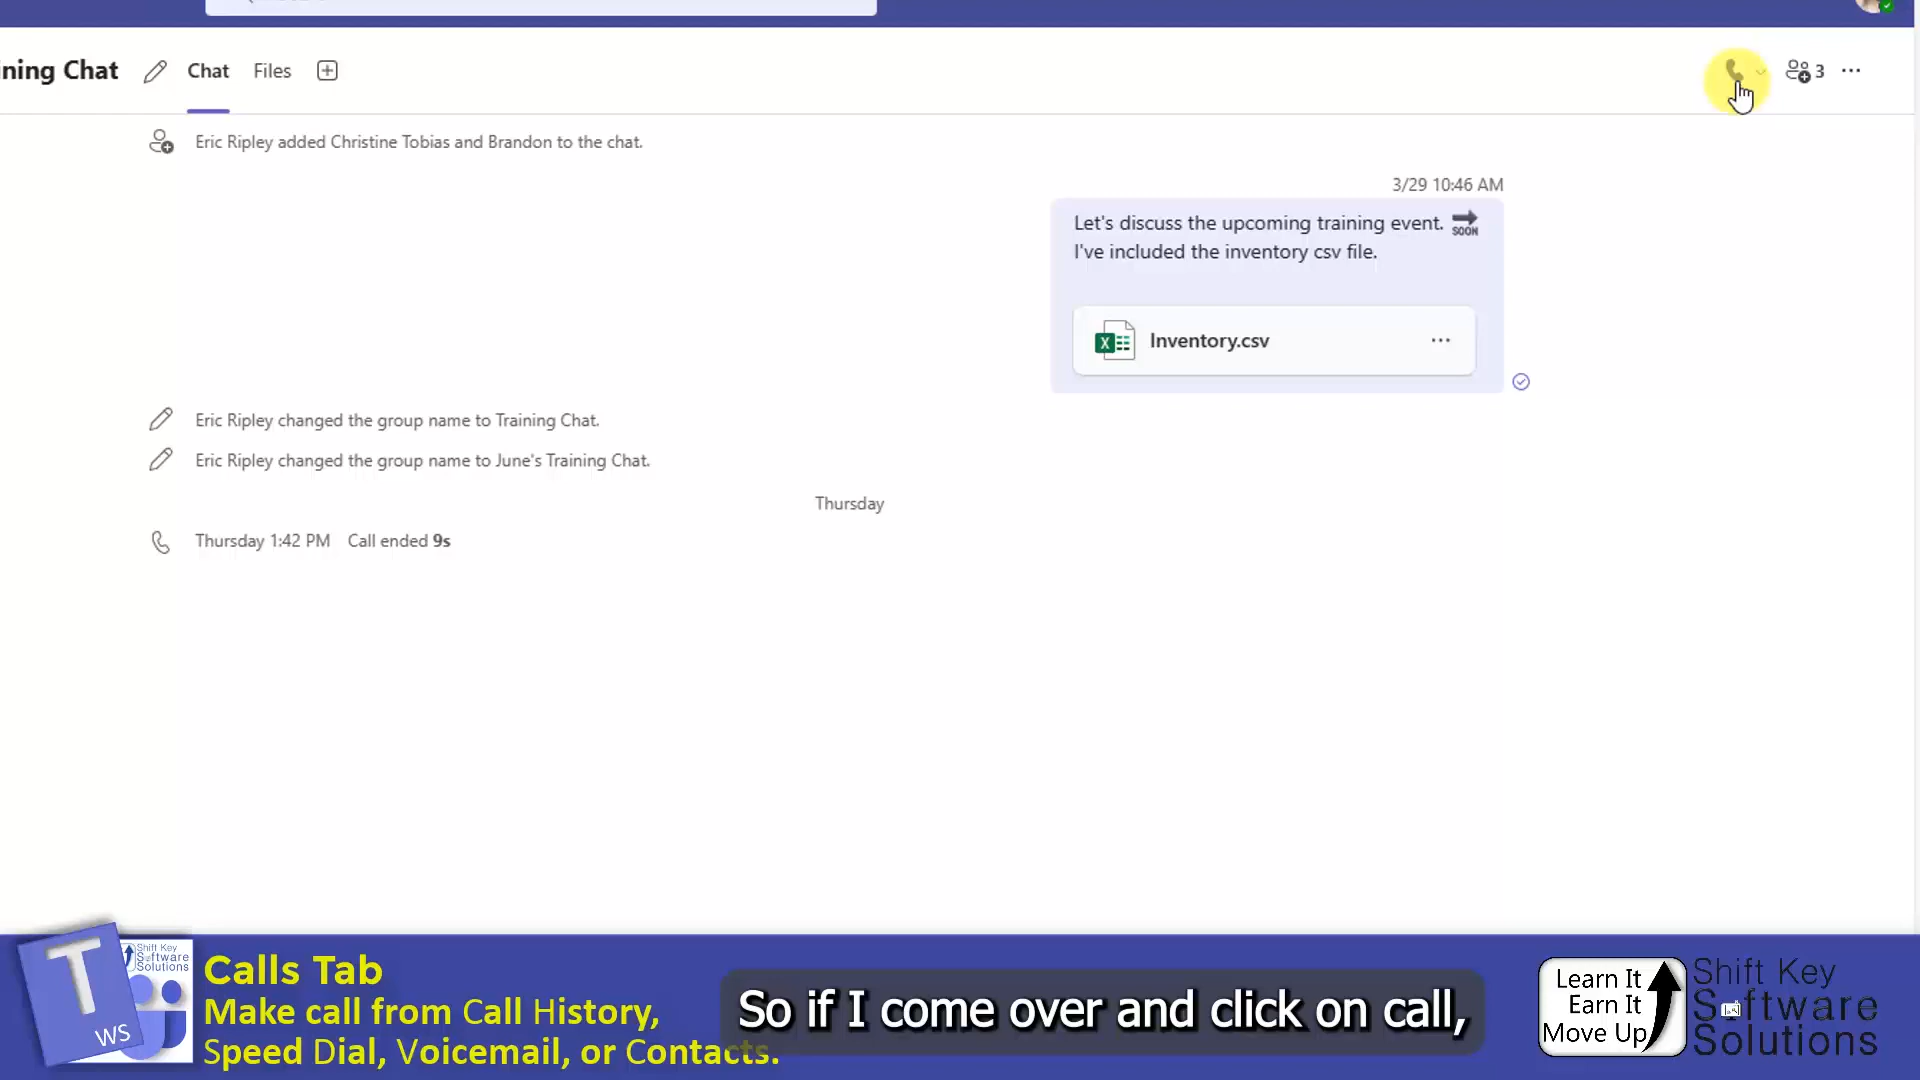 ning Chat
Chat
Files
3
Eric Ripley added Christine Tobias and Brandon to the chat.
3/29 10:46 AM
Let's discuss the upcoming training event. SOON
I've included the inventory csv file.
Inventory.csv
Eric Ripley changed the group name to Training Chat.
Eric Ripley changed the group name to June's Training Chat.
Thursday
Thursday 1:42 PM Call ended 9s
T
WS
Shift Key
Software
Solutions
Calls Tab
Make call from Call History,
Speed Dial, Voicemail, or Contacts.
So if I come over and click on call,
Learn It
Earn It
Move Up
Shift Key
Software
Solutions